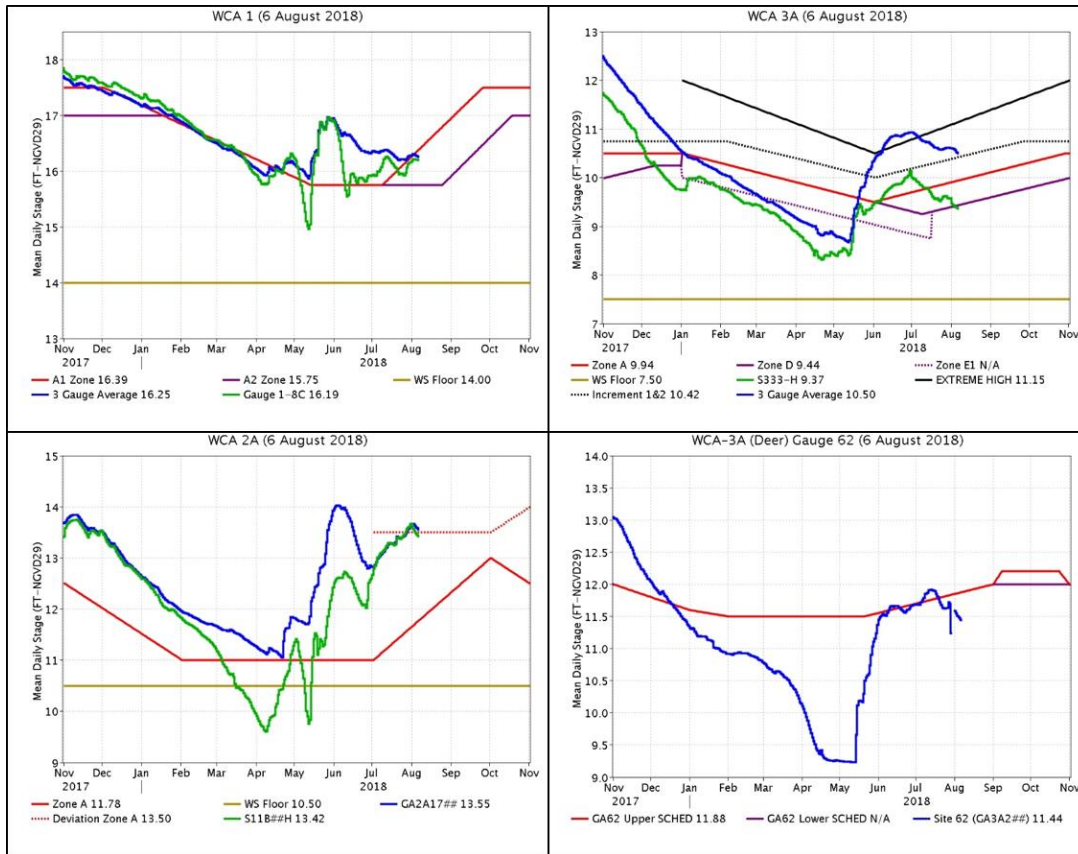 WCA 1 (6 August 2018)
Mean Daily Stage (FT-NGVD29)
18
17
16
15
14
13
Nov Dec Jan Feb Mar Apr May Jun Jul Aug Sep Oct Nov
2017 2018
A1 Zone 16.39 A2 Zone 15.75 WS Floor 14.00
3 Gauge Average 16.25 Gauge 1-8C 16.19
WCA 3A (6 August 2018)
Mean Daily Stage (FT-NGVD29)
13
12
11
10
9
8
7
Nov Dec Jan Feb Mar Apr May Jun Jul Aug Sep Oct Nov
2017 2018
Zone A 9.94 Zone D 9.44 Zone E1 N/A
WS Floor 7.50 S333-H 9.37 EXTREME HIGH 11.15
Increment 1&2 10.42 3 Gauge Average 10.50
WCA 2A (6 August 2018)
Mean Daily Stage (FT-NGVD29)
15
14
13
12
11
10
9
Nov Dec Jan Feb Mar Apr May Jun Jul Aug Sep Oct Nov
2017 2018
Zone A 11.78 WS Floor 10.50 GA2A17## 13.55
Deviation Zone A 13.50 S11B##H 13.42
WCA-3A (Deer) Gauge 62 (6 August 2018)
Mean Daily Stage (FT-NGVD29)
14.0
13.5
13.0
12.5
12.0
11.5
11.0
10.5
10.0
9.5
9.0
Nov Dec Jan Feb Mar Apr May Jun Jul Aug Sep Oct Nov
2017 2018
GA62 Upper SCHED 11.88 GA62 Lower SCHED N/A Site 62 (GA3A2##) 11.44